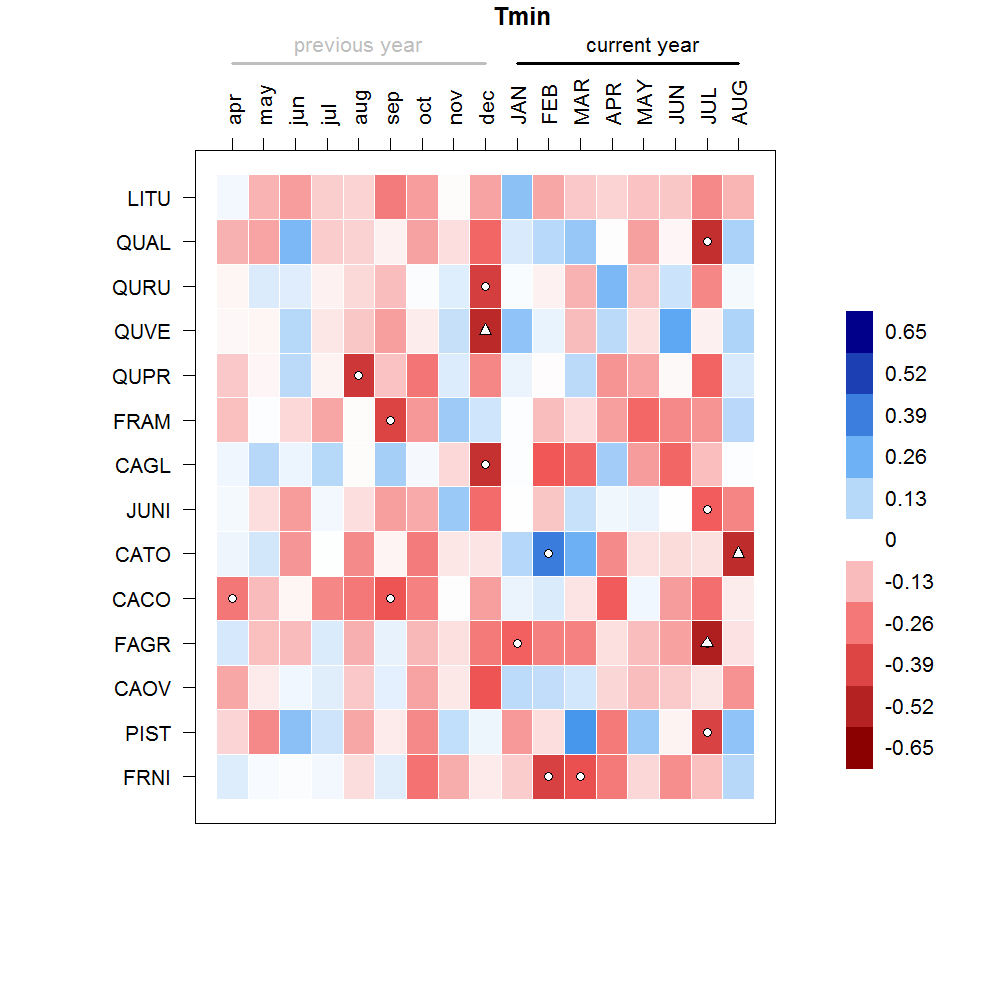 Tmin
previous year current year
apr may jun jul aug sep oct nov dec JAN FEB MAR APR MAY JUN JUL AUG
LITU
QUAL
QURU
QUVE
QUPR
FRAM
CAGL
JUNI
CATO
CACO
FAGR
CAOV
PIST
FRNI
0.65
0.52
0.39
0.26
0.13
0
-0.13
-0.26
-0.39
-0.52
-0.65